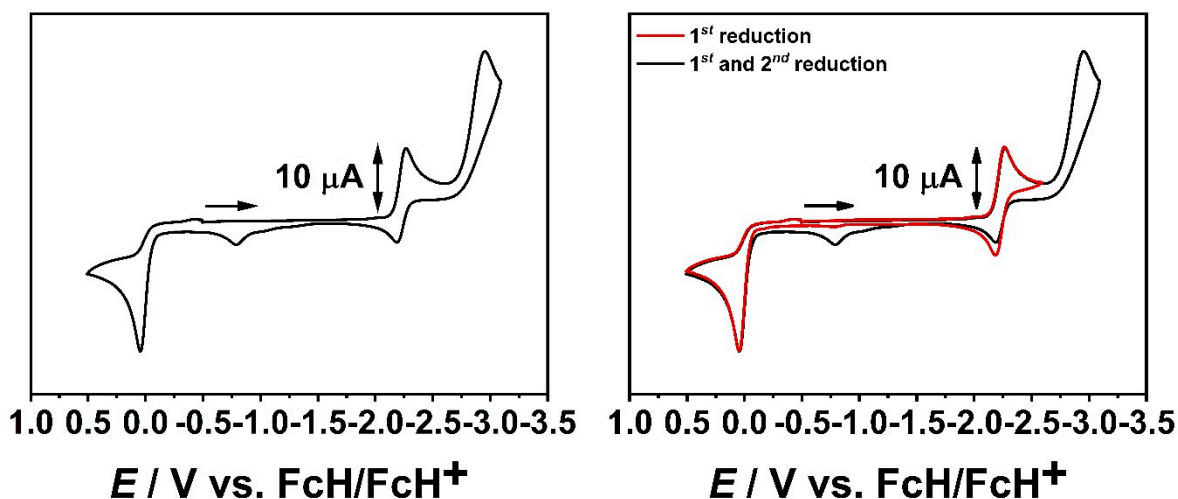 10 μA
1.0 0.5 0.0 -0.5 -1.0 -1.5 -2.0 -2.5 -3.0 -3.5
E / V vs. FcH/FcH⁺
1ˢᵗ reduction
1ˢᵗ and 2ⁿᵈ reduction
10 μA
1.0 0.5 0.0 -0.5 -1.0 -1.5 -2.0 -2.5 -3.0 -3.5
E / V vs. FcH/FcH⁺